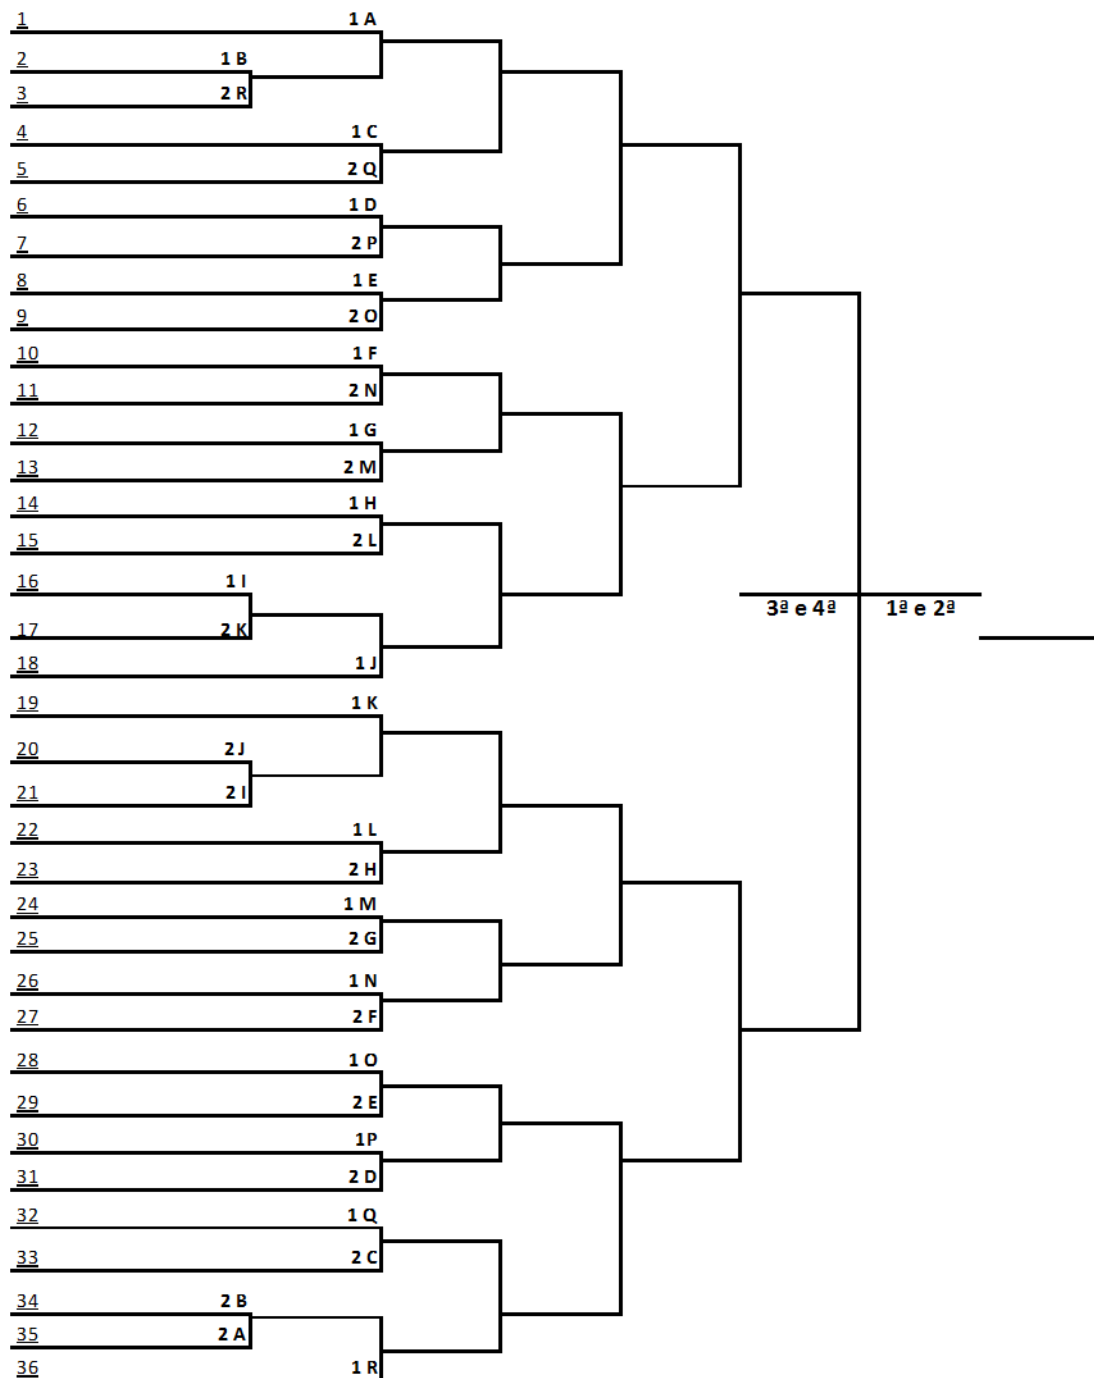 1 1 A
2 1 B
3 2 R
4 1 C
5 2 Q
6 1 D
7 2 P
8 1 E
9 2 O
10 1 F
11 2 N
12 1 G
13 2 M
14 1 H
15 2 L
16 1 I
3ª e 4ª 1ª e 2ª
17 2 K
18 1 J
19 1 K
20 2 J
21 2 I
22 1 L
23 2 H
24 1 M
25 2 G
26 1 N
27 2 F
28 1 O
29 2 E
30 1P
31 2 D
32 1 Q
33 2 C
34 2 B
35 2 A
36 1 R